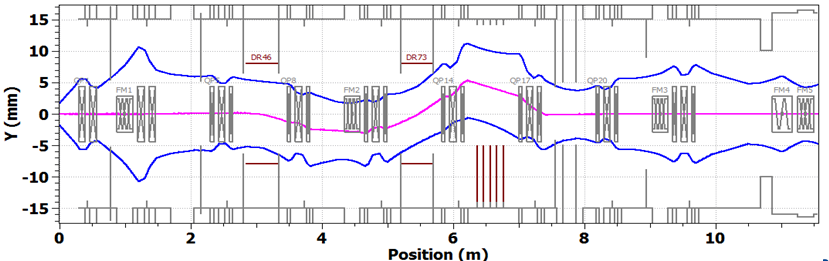 15
10
5
0
-5
-10
-15
Y (mm)
DR46
DR73
QP8
QP14
QP17
QP20
FM1
FM2
FM3
FM4
FM5
0 2 4 6 8 10
Position (m)